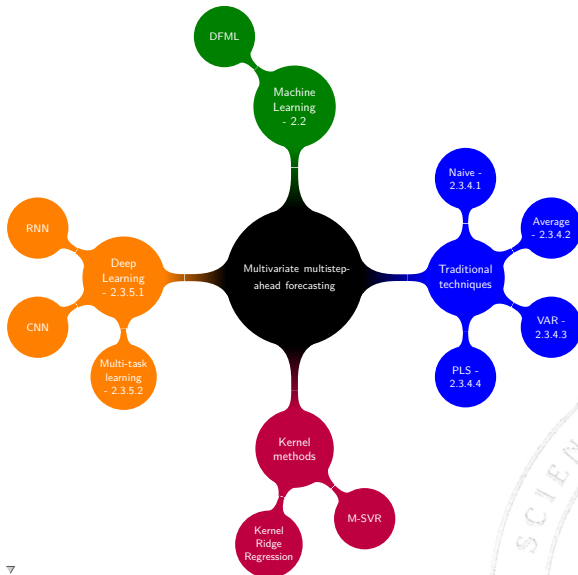 DFML
Machine
Learning
- 2.2
Naive -
2.3.4.1
Average
- 2.3.4.2
Traditional
techniques
VAR -
2.3.4.3
PLS -
2.3.4.4
Multivariate multistep-
ahead forecasting
RNN
Deep
Learning
- 2.3.5.1
CNN
Multi-task
learning
- 2.3.5.2
Kernel
methods
M-SVR
Kernel
Ridge
Regression
SCIEN